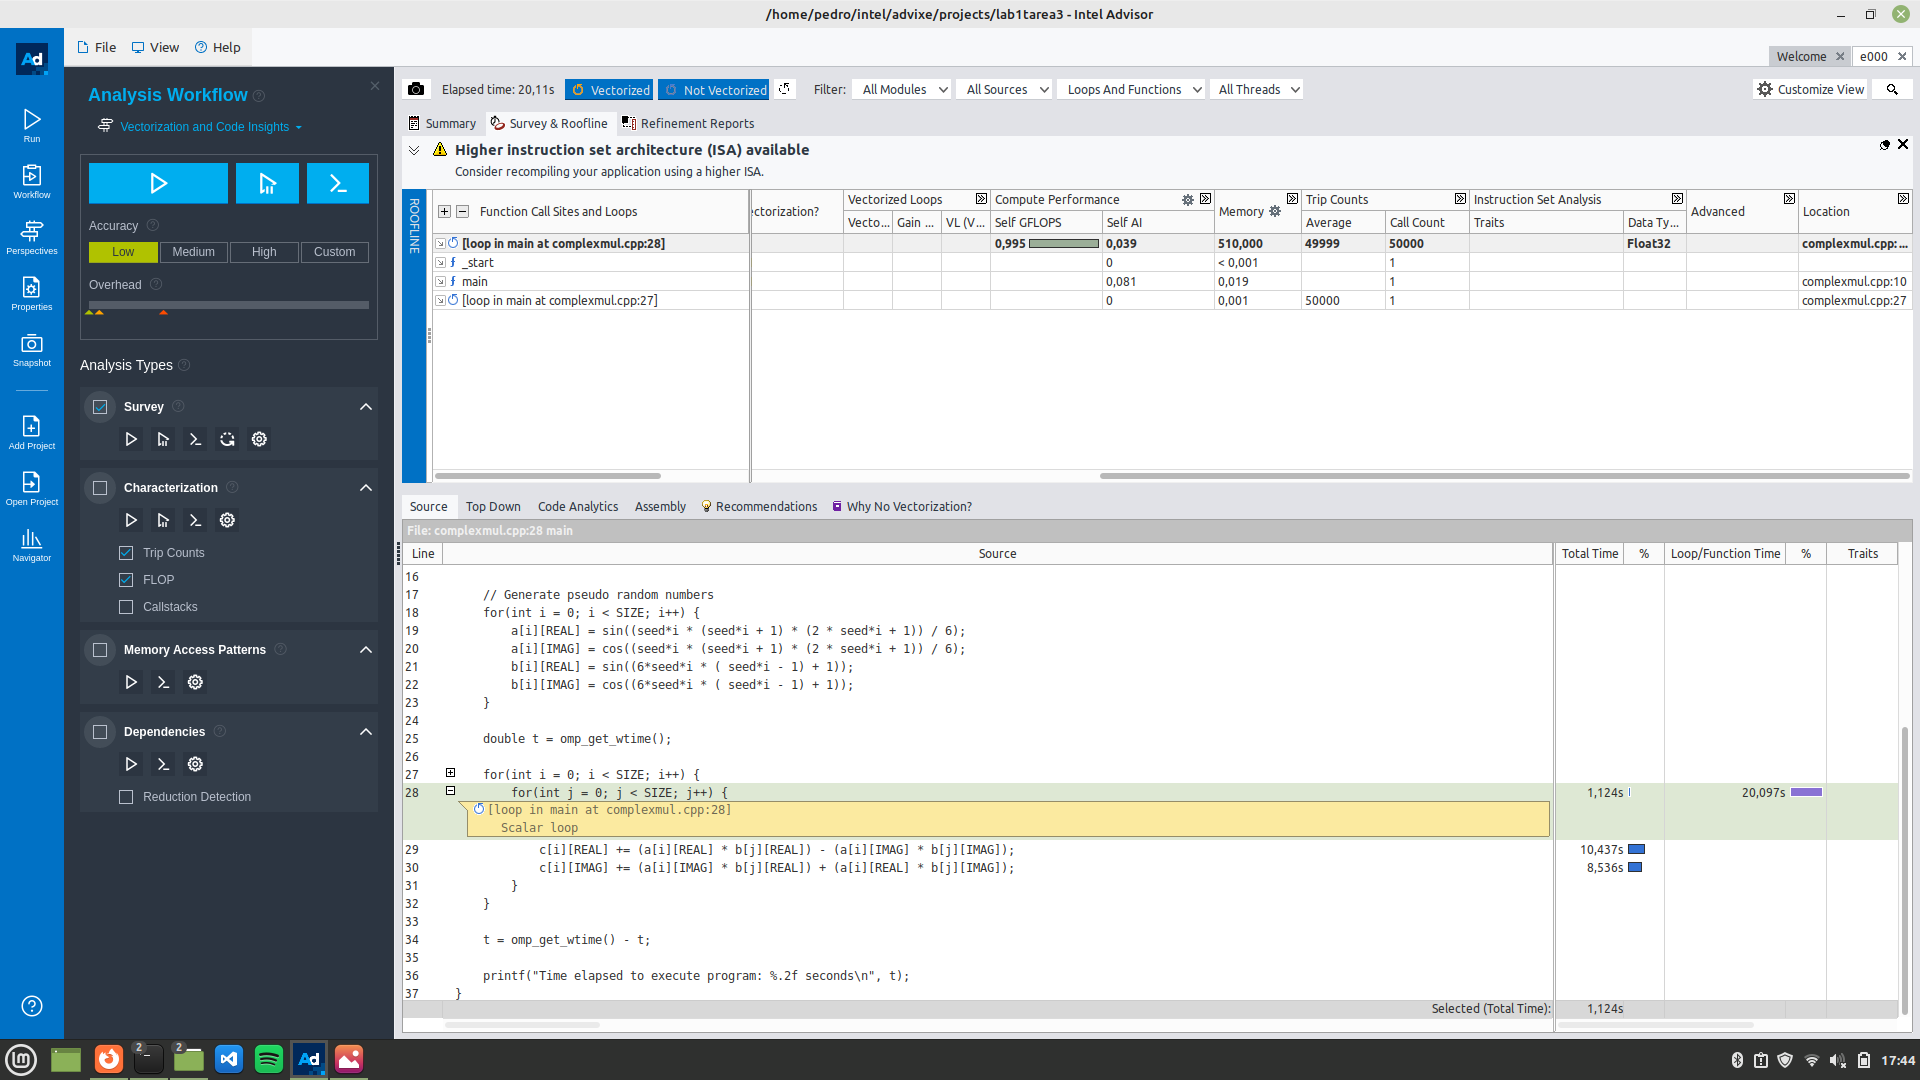 /home/pedro/intel/advixe/projects/lab1tarea3 - Intel Advisor
Ad
File View Help
Welcome e000
Run
Workflow
Perspectives
Properties
Snapshot
Add Project
Open Project
Navigator
Analysis Workflow
Vectorization and Code Insights
Accuracy
Low Medium High Custom
Overhead
Analysis Types
Survey
Characterization
Trip Counts
FLOP
Callstacks
Memory Access Patterns
Dependencies
Reduction Detection
Elapsed time: 20,11s Vectorized Not Vectorized Filter: All Modules All Sources Loops And Functions All Threads Customize View
Summary Survey & Roofline Refinement Reports
Higher instruction set architecture (ISA) available
Consider recompiling your application using a higher ISA.
ROOFLINE
Function Call Sites and Loops ectorization? Vectorized Loops Compute Performance Memory Trip Counts Instruction Set Analysis Advanced Location
Vecto... Gain ... VL (V... Self GFLOPS Self AI Average Call Count Traits Data Ty...
[loop in main at complexmul.cpp:28] 0,995 0,039 510,000 49999 50000 Float32 complexmul.cpp: ...
f _start 0 < 0,001 1
f main 0,081 0,019 1 complexmul.cpp:10
[loop in main at complexmul.cpp:27] 0 0,001 50000 1 complexmul.cpp:27
Source Top Down Code Analytics Assembly Recommendations Why No Vectorization?
File: complexmul.cpp:28 main
Line Source Total Time % Loop/Function Time % Traits
16
17 // Generate pseudo random numbers
18 for(int i = 0; i < SIZE; i++) {
19 a[i][REAL] = sin((seed*i * (seed*i + 1) * (2 * seed*i + 1)) / 6);
20 a[i][IMAG] = cos((seed*i * (seed*i + 1) * (2 * seed*i + 1)) / 6);
21 b[i][REAL] = sin((6*seed*i * ( seed*i - 1) + 1));
22 b[i][IMAG] = cos((6*seed*i * ( seed*i - 1) + 1));
23 }
24
25 double t = omp_get_wtime();
26
27 for(int i = 0; i < SIZE; i++) {
28 for(int j = 0; j < SIZE; j++) { 1,124s 20,097s
[loop in main at complexmul.cpp:28]
Scalar loop
29 c[i][REAL] += (a[i][REAL] * b[j][REAL]) - (a[i][IMAG] * b[j][IMAG]); 10,437s
30 c[i][IMAG] += (a[i][IMAG] * b[j][REAL]) + (a[i][REAL] * b[j][IMAG]); 8,536s
31 }
32 }
33
34 t = omp_get_wtime() - t;
35
36 printf("Time elapsed to execute program: %.2f seconds\n", t);
37 }
Selected (Total Time): 1,124s
2 2 Ad 17:44